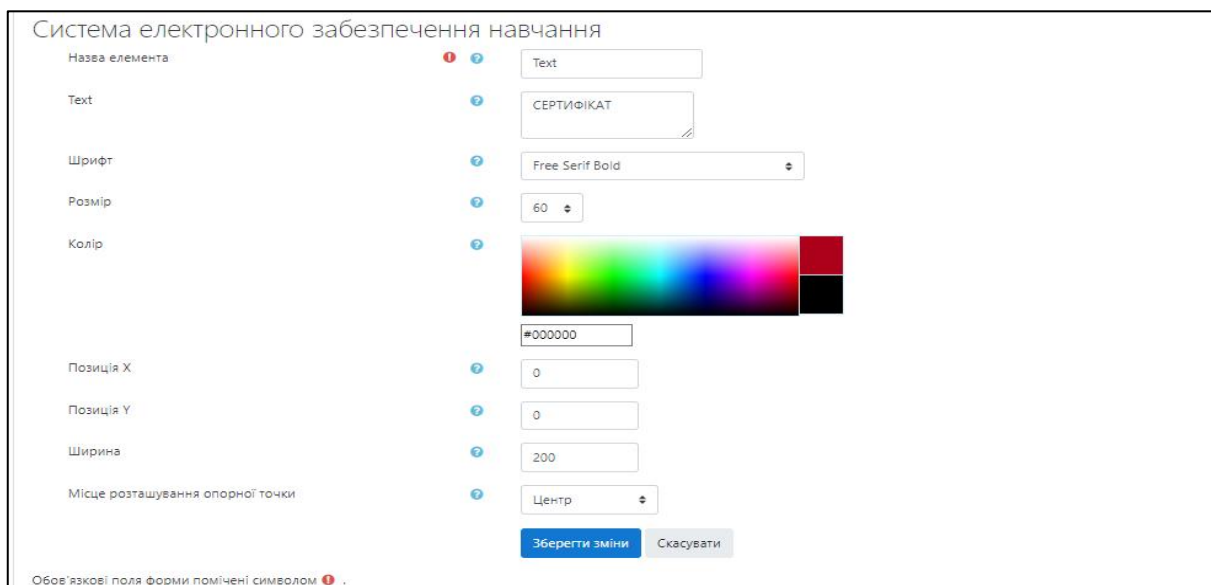 Система електронного забезпечення навчання
Назва елемента Text
Text СЕРТИФІКАТ
Шрифт Free Serif Bold
Розмір 60
Колір
#000000
Позиція X 0
Позиція Y 0
Ширина 200
Місце розташування опорної точки Центр
Зберегти зміни Скасувати
Обов'язкові поля форми помічені символом .